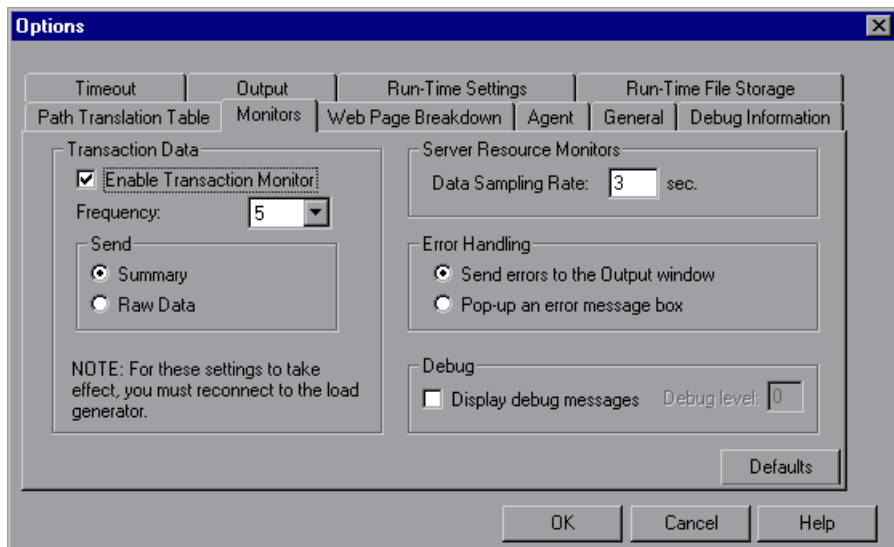 Options
Timeout
Output
Run-Time Settings
Run-Time File Storage
Path Translation Table
Monitors
Web Page Breakdown
Agent
General
Debug Information
Transaction Data
Enable Transaction Monitor
Frequency:
5
Send
Summary
Raw Data
NOTE: For these settings to take
effect, you must reconnect to the load
generator.
Server Resource Monitors
Data Sampling Rate: 3 sec.
Error Handling
Send errors to the Output window
Pop-up an error message box
Debug
Display debug messages
Debug level: 0
Defaults
OK
Cancel
Help